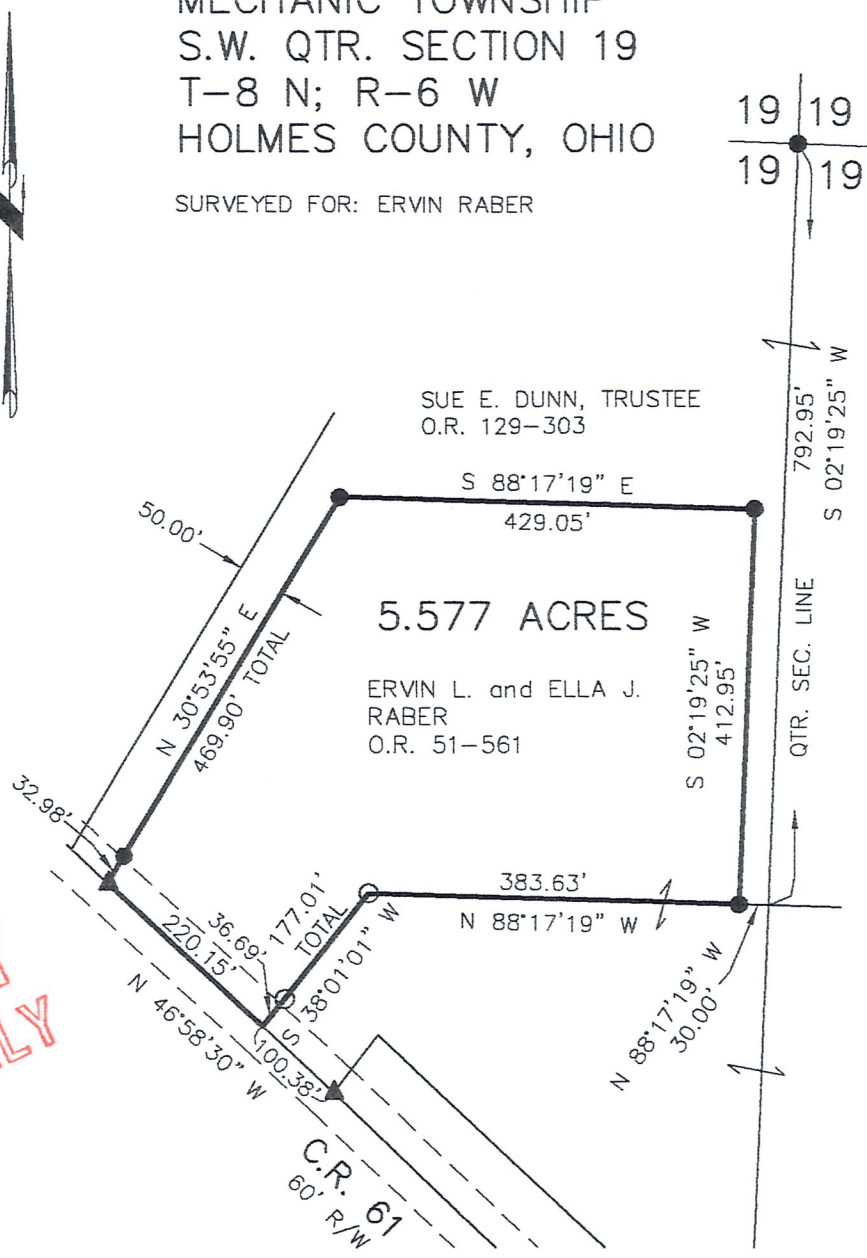 MECHANIC TOWNSHIP
S.W. QTR. SECTION 19
T-8 N; R-6 W
HOLMES COUNTY, OHIO
SURVEYED FOR: ERVIN RABER
19 19
19 19
792.95'
S 02°19'25" W
SUE E. DUNN, TRUSTEE
O.R. 129-303
S 88°17'19" E
429.05'
50.00'
N 30°53'55" E
469.90' TOTAL
5.577 ACRES
ERVIN L. and ELLA J.
RABER
O.R. 51-561
S 02°19'25" W
412.95'
QTR. SEC. LINE
32.98'
383.63'
N 88°17'19" W
177.01'
TOTAL
S 38°01'01" W
36.69'
220.15'
N 46°58'30" W
100.38'
N 88°17'19" W
30.00'
C.R. 61
60' R/W